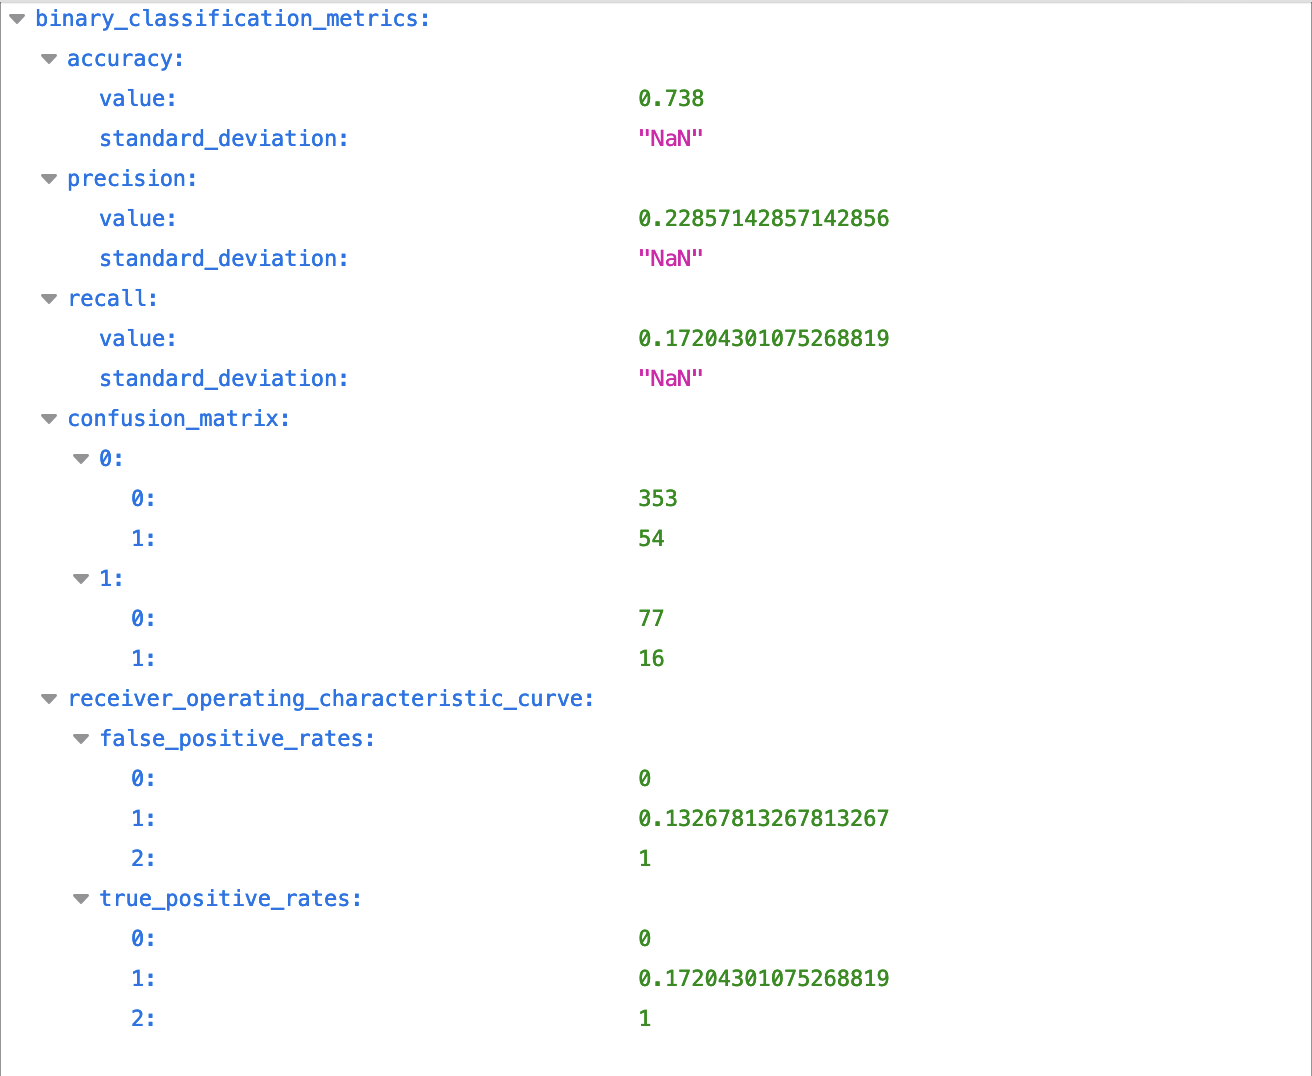 binary_classification_metrics:
accuracy:
value: 0.738
standard_deviation: "NaN"
precision:
value: 0.22857142857142856
standard_deviation: "NaN"
recall:
value: 0.17204301075268819
standard_deviation: "NaN"
confusion_matrix:
0:
0: 353
1: 54
1:
0: 77
1: 16
receiver_operating_characteristic_curve:
false_positive_rates:
0: 0
1: 0.13267813267813267
2: 1
true_positive_rates:
0: 0
1: 0.17204301075268819
2: 1